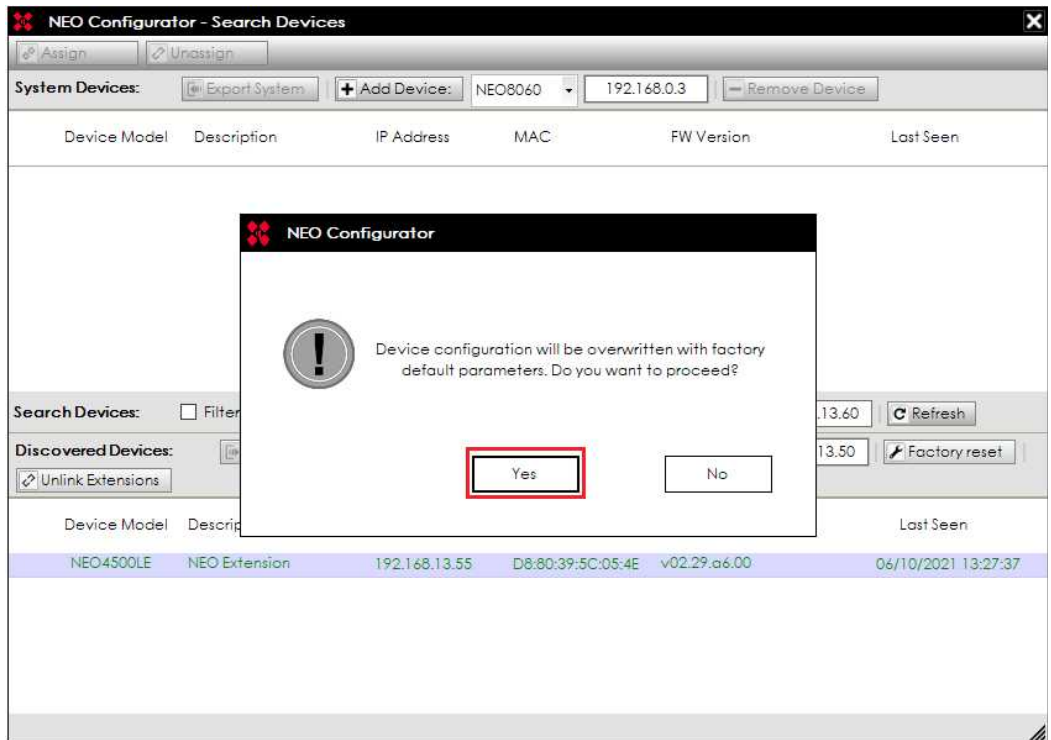 NEO Configurator - Search Devices
Assign Unassign
System Devices: Export System Add Device: NEO8060 192.168.0.3 Remove Device
Device Model Description IP Address MAC FW Version Last Seen
NEO Configurator
Device configuration will be overwritten with factory
default parameters. Do you want to proceed?
Yes No
Search Devices: Filter .13.60 Refresh
Discovered Devices: 13.50 Factory reset
Unlink Extensions
Device Model Descrip Last Seen
NEO4500LE NEO Extension 192.168.13.55 D8:80:39:5C:05:4E v02.29.a6.00 06/10/2021 13:27:37